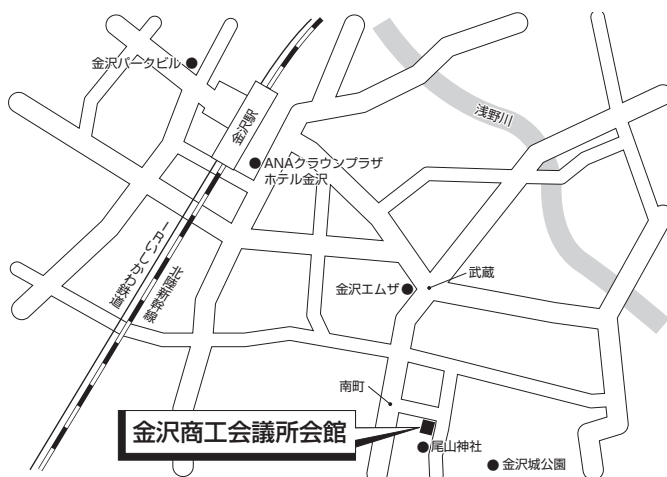 金沢パークビル
金沢駅
浅野川
ANAクラウンプラザ
ホテル金沢
IRいしかわ鉄道
北陸新幹線
金沢エムザ
武蔵
南町
金沢商工会議所会館
尾山神社
金沢城公園